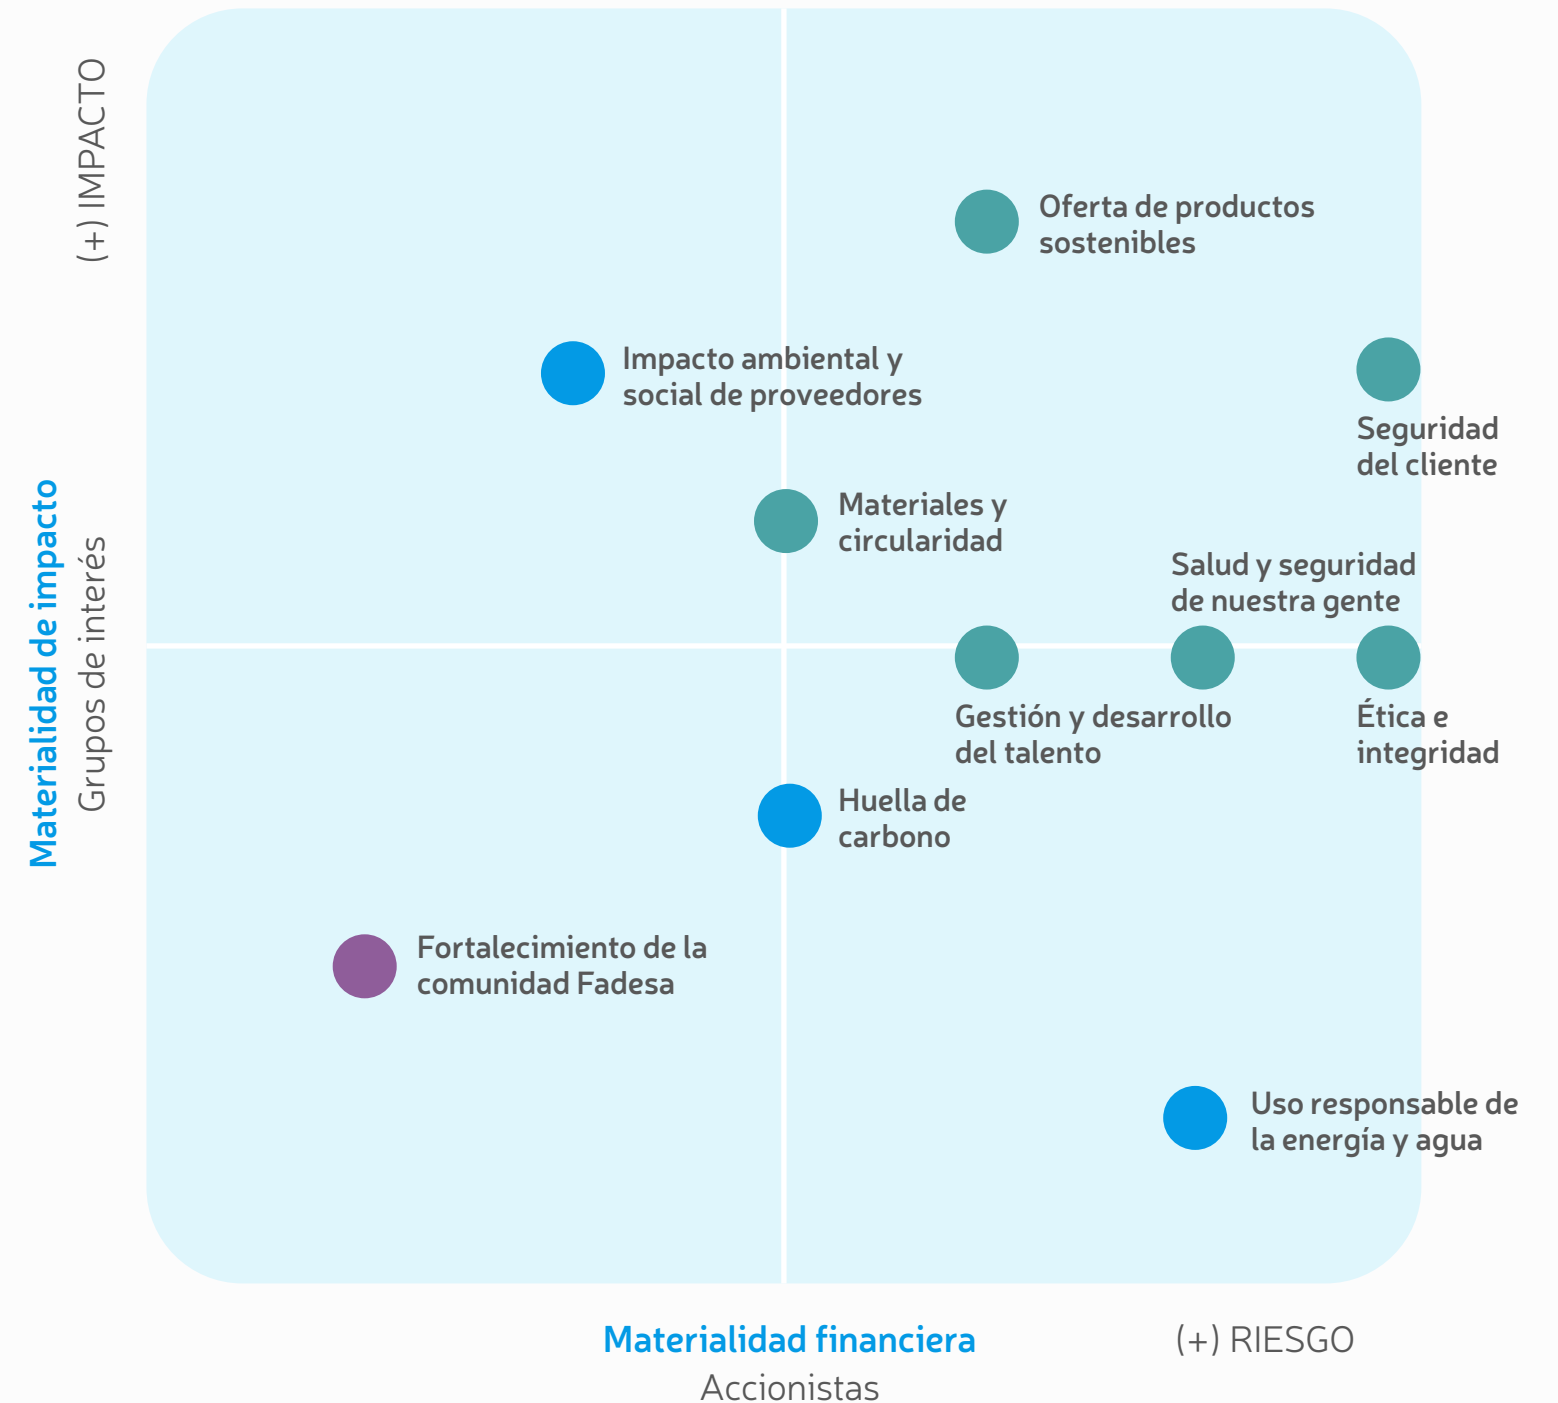 (+) IMPACTO
Materialidad de impacto
Grupos de interés
Oferta de productos
sostenibles
Impacto ambiental y
social de proveedores
Seguridad
del cliente
Materiales y
circularidad
Salud y seguridad
de nuestra gente
Gestión y desarrollo
del talento
Ética e
integridad
Huella de
carbono
Fortalecimiento de la
comunidad Fadesa
Uso responsable de
la energía y agua
Materialidad financiera
Accionistas
(+) RIESGO